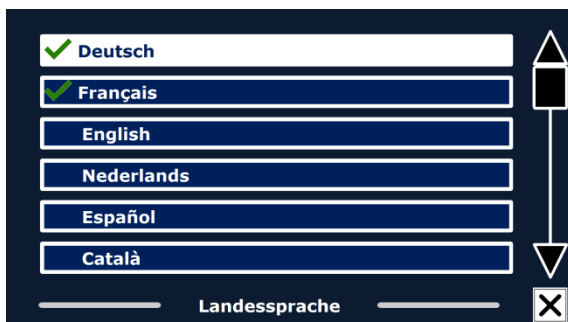 Deutsch
Français
English
Nederlands
Español
Català
Landessprache